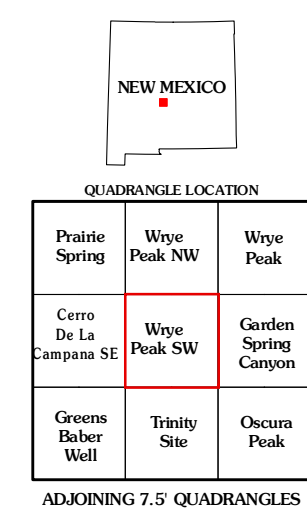 NEW MEXICO
QUADRANGLE LOCATION
Prairie
Spring
Wrye
Peak NW
Wrye
Peak
Cerro
De La
Campana SE
Wrye
Peak SW
Garden
Spring
Canyon
Greens
Baber
Well
Trinity
Site
Oscura
Peak
ADJOINING 7.5' QUADRANGLES